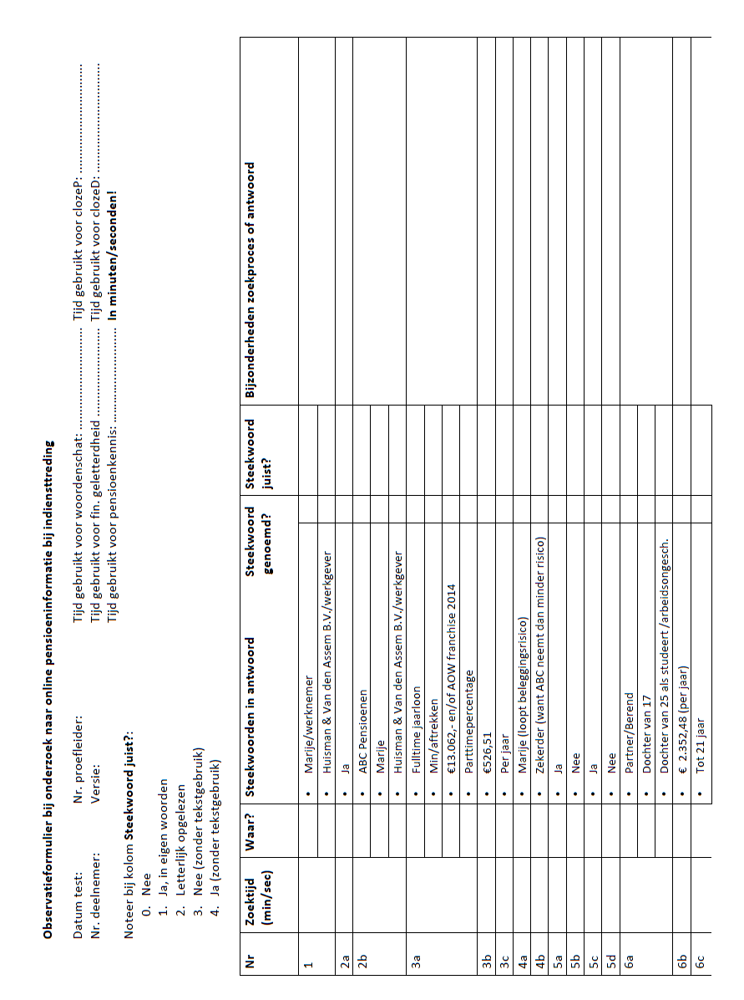 Observatieformulier bij onderzoek naar online pensioeninformatie bij indiensttreding
Datum test: Nr. proefleider: Tijd gebruikt voor woordenschat: ........................ Tijd gebruikt voor clozeP: ........................
Nr. deelnemer: Versie: Tijd gebruikt voor fin. geletterdheid ........................ Tijd gebruikt voor clozeD: ........................
Tijd gebruikt voor pensioenkennis: ........................ In minuten/seconden!
Noteer bij kolom Steekwoord juist?:
0. Nee
1. Ja, in eigen woorden
2. Letterlijk opgelezen
3. Nee (zonder tekstgebruik)
4. Ja (zonder tekstgebruik)
Nr Zoektijd (min/sec) Waar? Steekwoorden in antwoord Steekwoord genoemd? Steekwoord juist? Bijzonderheden zoekproces of antwoord
1 • Marije/werknemer
• Huisman & Van den Assem B.V./werkgever
2a • Ja
2b • ABC Pensioenen
• Marije
• Huisman & Van den Assem B.V./werkgever
3a • Fulltime jaarloon
• Min/aftrekken
• €13.062,- en/of AOW franchise 2014
• Parttimepercentage
3b • €526,51
3c • Per jaar
4a • Marije (loopt beleggingsrisico)
4b • Zekerder (want ABC neemt dan minder risico)
5a • Ja
5b • Nee
5c • Ja
5d • Nee
6a • Partner/Berend
• Dochter van 17
• Dochter van 25 als studeert /arbeidsongesch.
6b • € 2.352,48 (per jaar)
6c • Tot 21 jaar